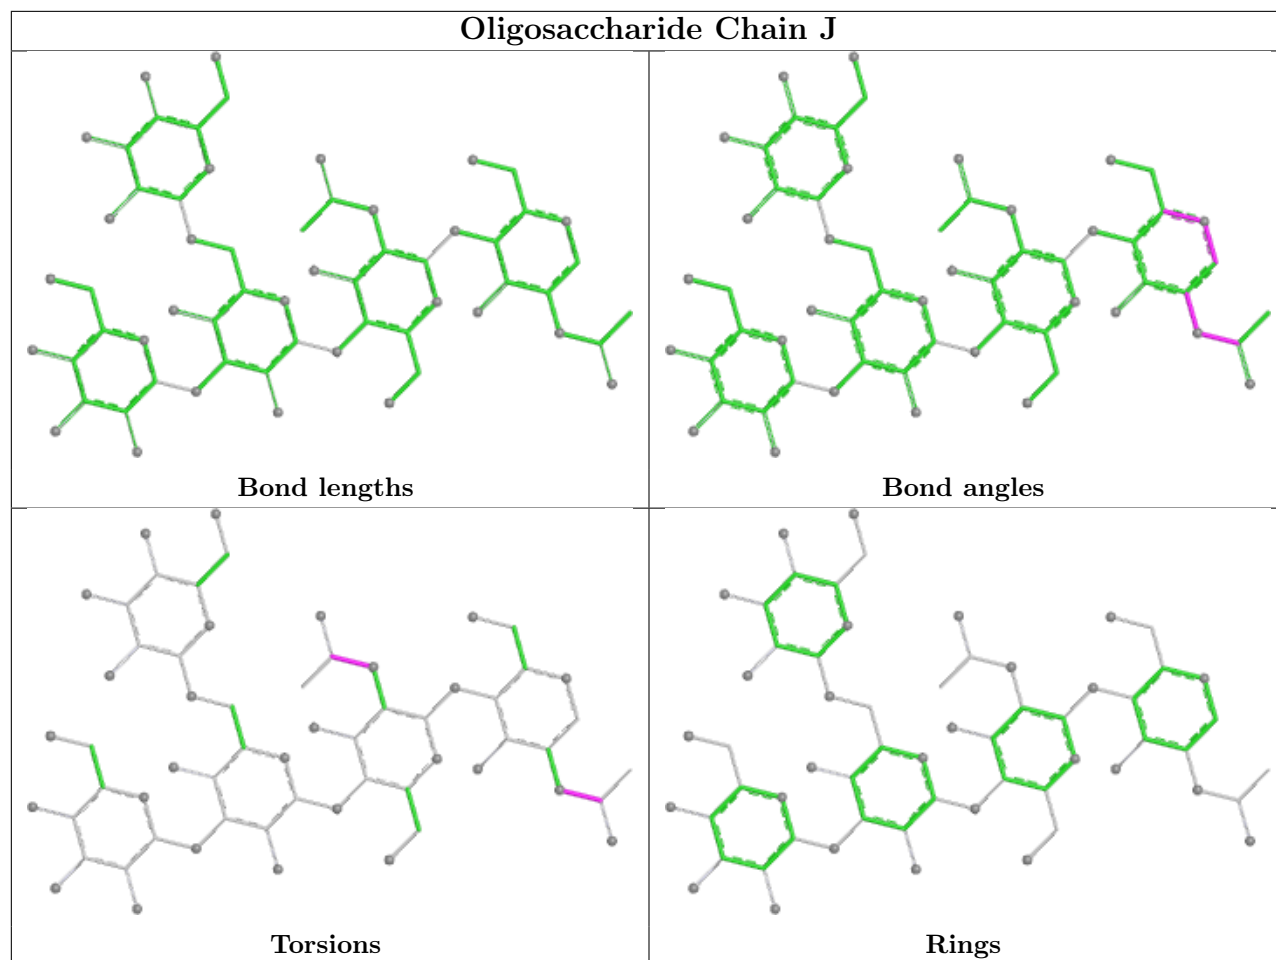 Oligosaccharide Chain J
Bond lengths
Bond angles
Torsions
Rings